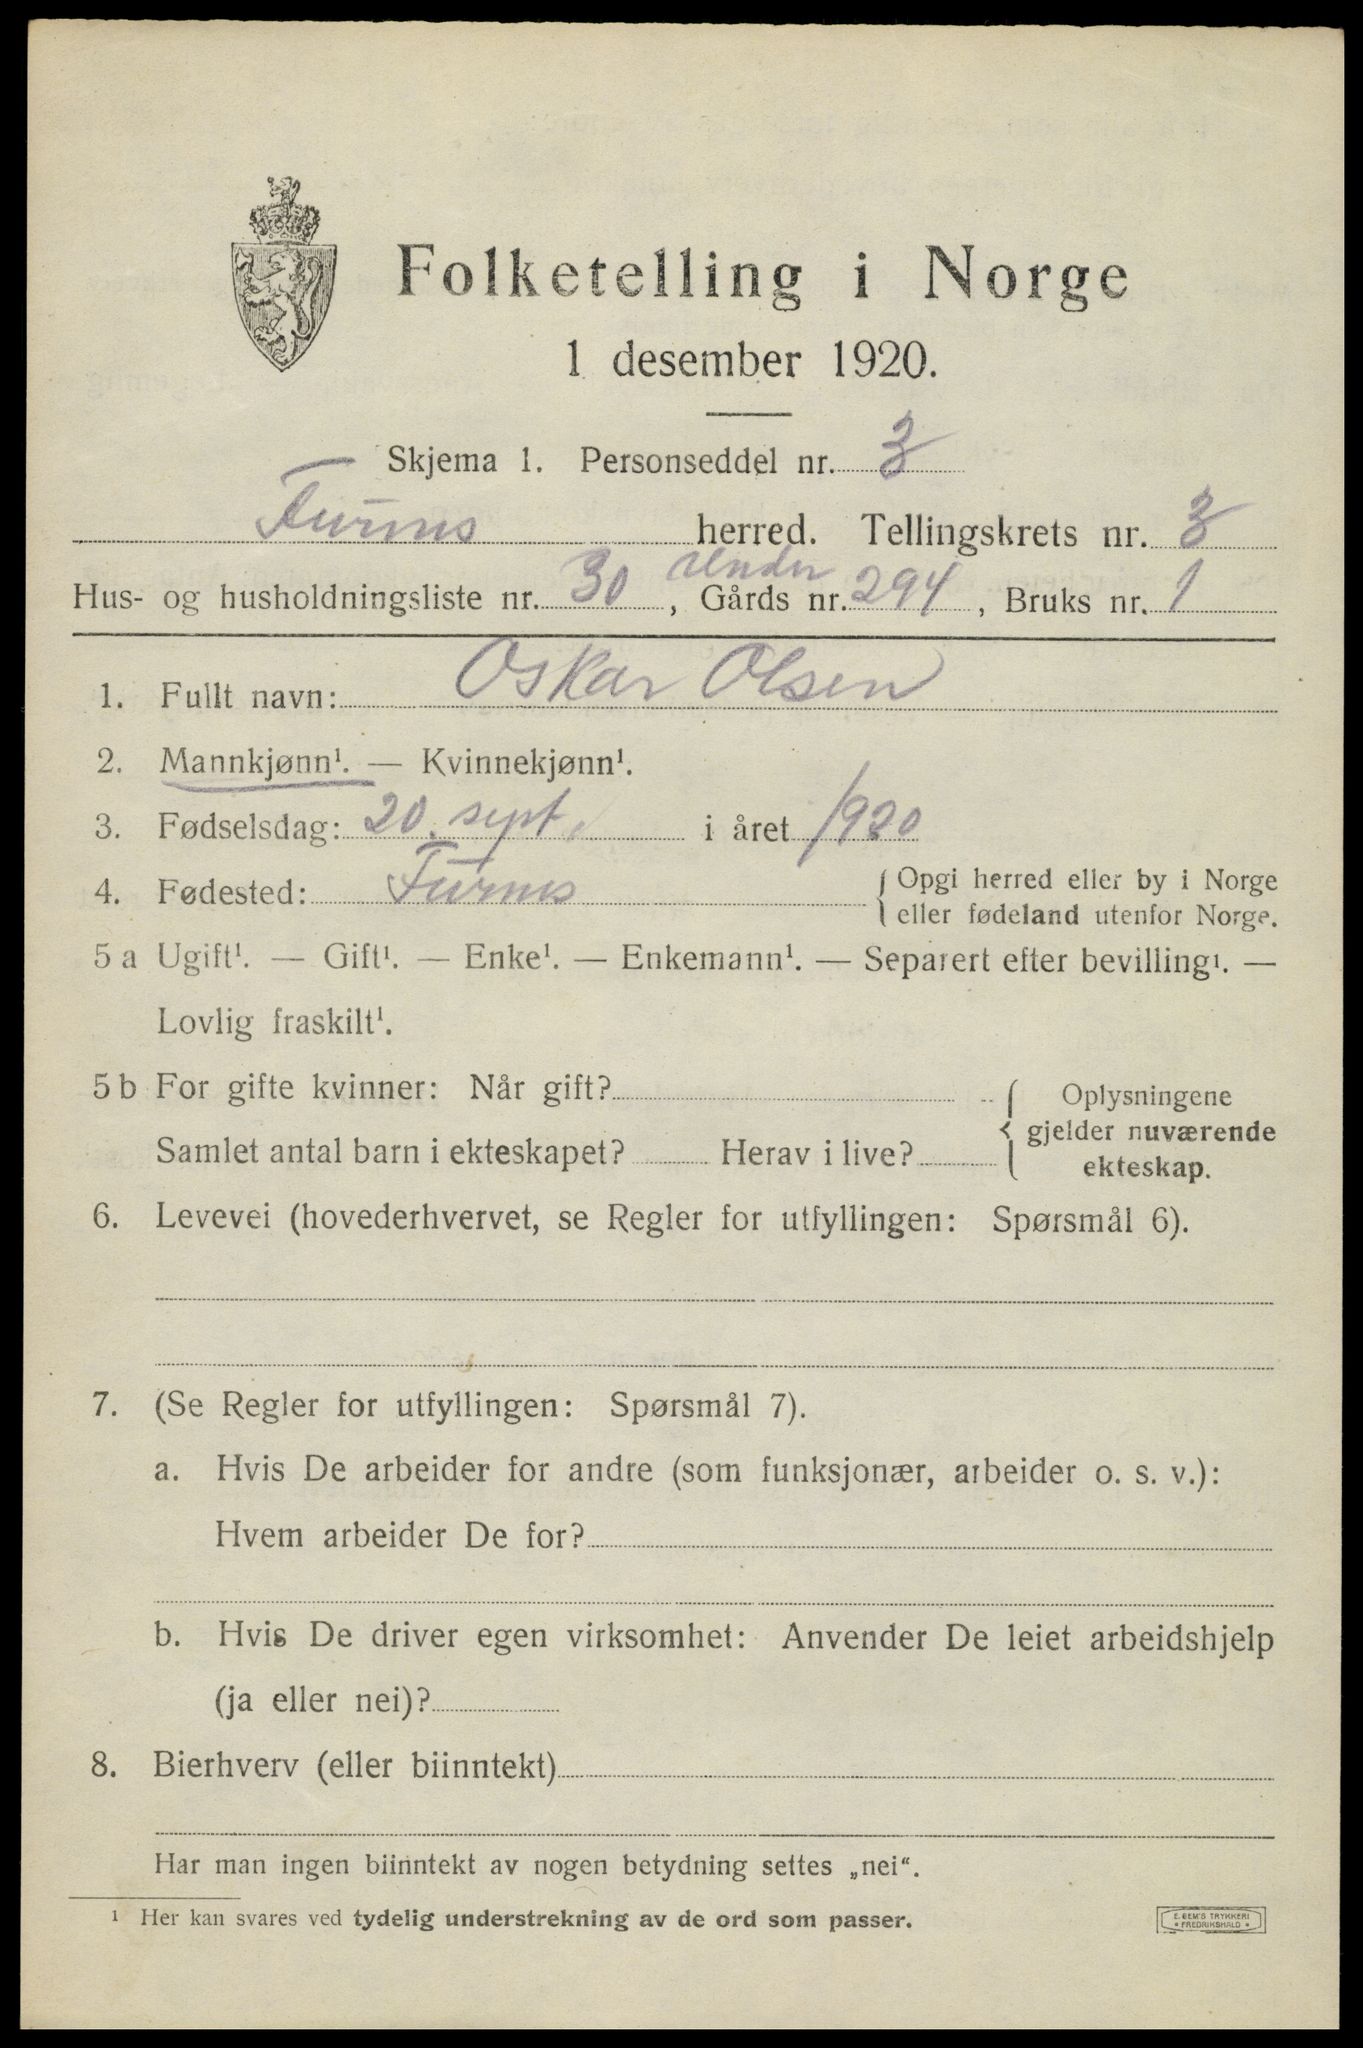 Folketelling i Norge
1 desember 1920.
Skjema 1. Personseddel nr. 3
Furnes herred. Tellingskrets nr. 3
Hus- og husholdningsliste nr. 30, under Gårds nr. 294, Bruks nr. 1
1. Fullt navn: Oskar Olsen
2. Mannkjønn¹. — Kvinnekjønn¹.
3. Fødselsdag: 20. sept. i året 1920
4. Fødested: Furnes { Opgi herred eller by i Norge
eller fødeland utenfor Norge.
5 a Ugift¹. — Gift¹. — Enke¹. — Enkemann¹. — Separert efter bevilling¹. —
Lovlig fraskilt¹.
5 b For gifte kvinner: Når gift? { Oplysningene
gjelder nuværende
Samlet antal barn i ekteskapet? Herav i live? ekteskap.
6. Levevei (hovederhvervet, se Regler for utfyllingen: Spørsmål 6).
7. (Se Regler for utfyllingen: Spørsmål 7).
a. Hvis De arbeider for andre (som funksjonær, arbeider o. s. v.):
Hvem arbeider De for?
b. Hvis De driver egen virksomhet: Anvender De leiet arbeidshjelp
(ja eller nei)?
8. Bierhverv (eller biinntekt)
Har man ingen biinntekt av nogen betydning settes „nei“.
¹ Her kan svares ved tydelig understrekning av de ord som passer.
E. SEM'S TRYKKERI
• FREDRIKSHALD •